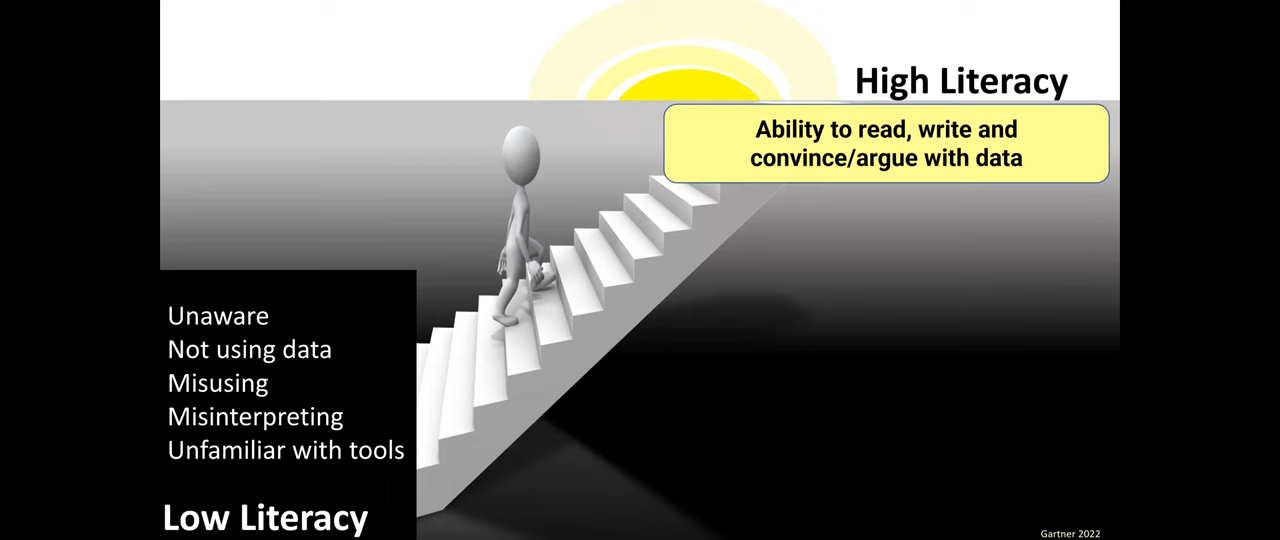 High Literacy
Ability to read, write and
convince/argue with data
Unaware
Not using data
Misusing
Misinterpreting
Unfamiliar with tools
Low Literacy
Gartner 2022